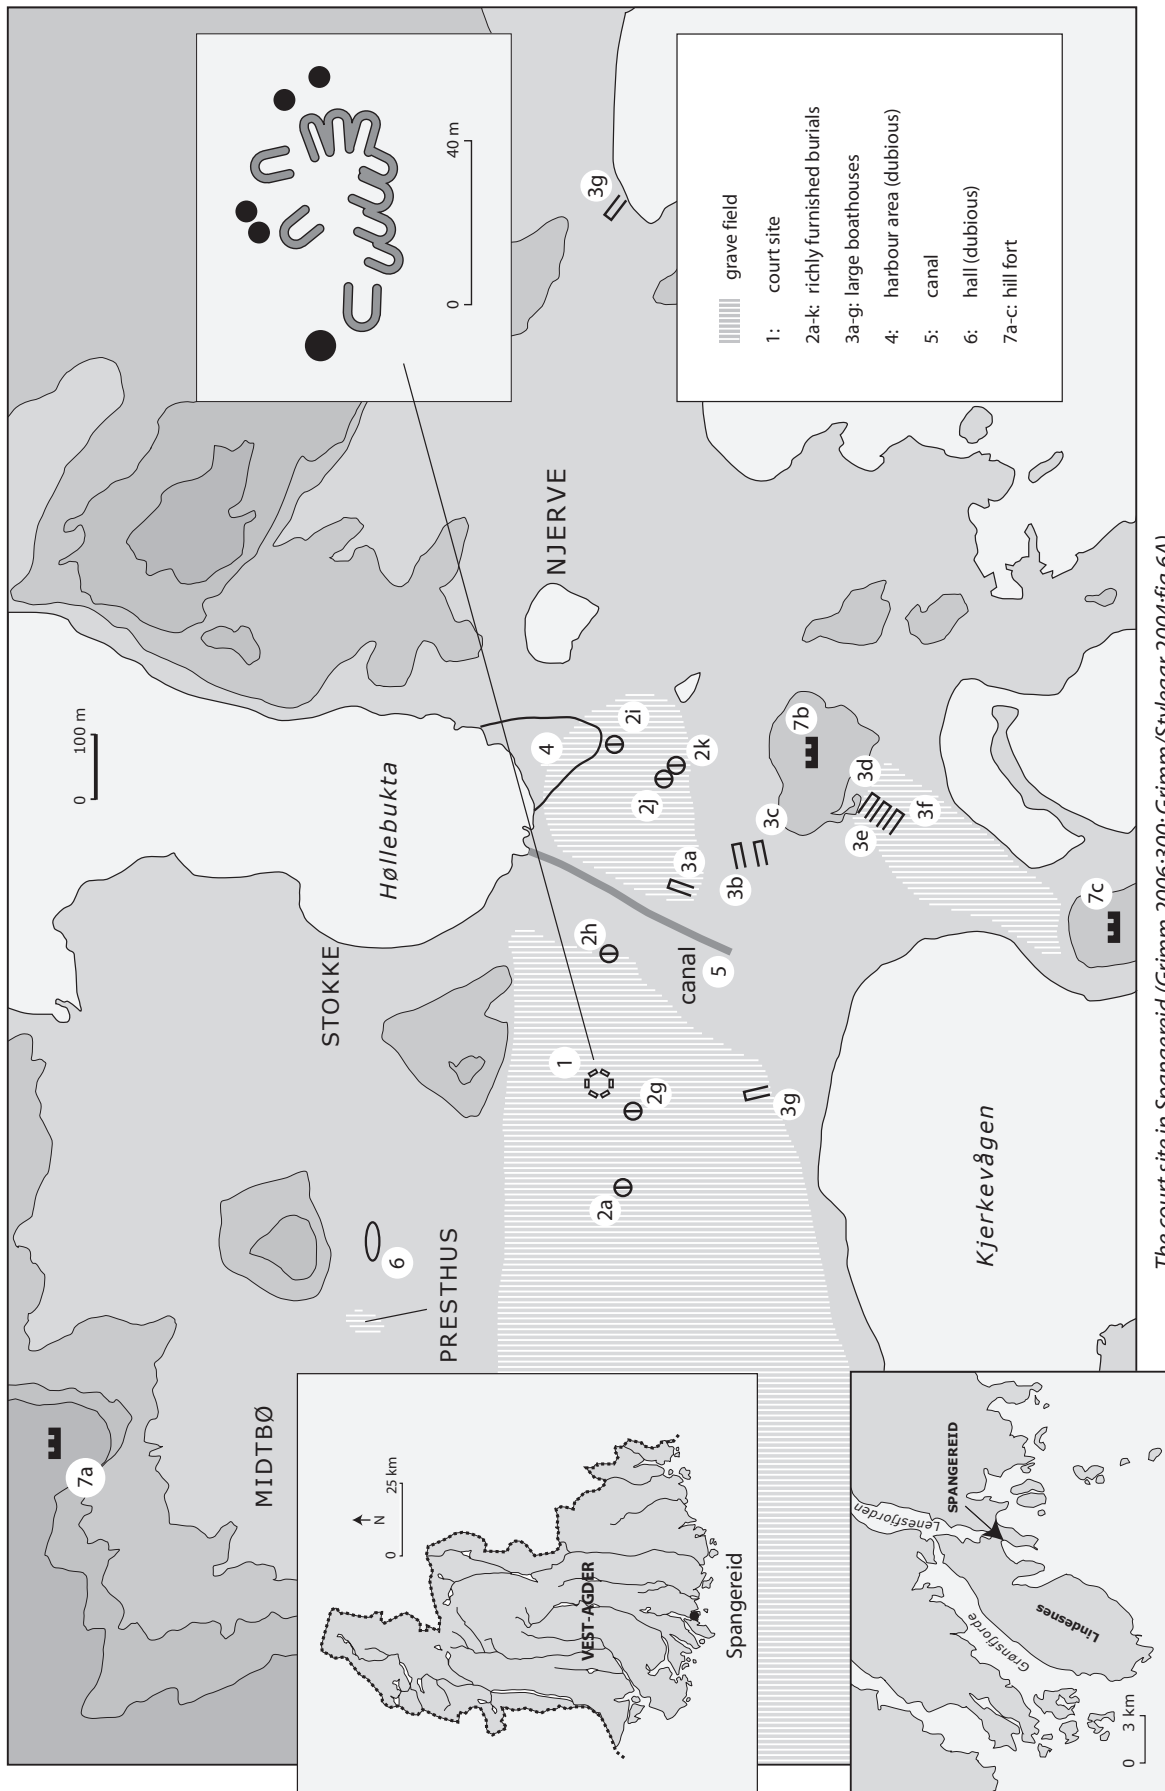 7a
MIDTBØ
6
PRESTHUS
STOKKE
Høllebukta
0 100 m
NJERVE
1
2a
2g
2h
canal
5
4
2i
2j
2k
3a
3b
3c
3g
3g
7b
3d
3e
3f
7c
Kjerkevågen
0 40 m
grave field
1: court site
2a-k: richly furnished burials
3a-g: large boathouses
4: harbour area (dubious)
5: canal
6: hall (dubious)
7a-c: hill fort
N
0 25 km
VEST-AGDER
Spangereid
Lenesfjorden
SPANGEREID
Grønsfjorde
Lindesnes
0 3 km
The court site in Spangereid (Grimm 2006:300; Grimm/Stylegar 2004:fig 6A)